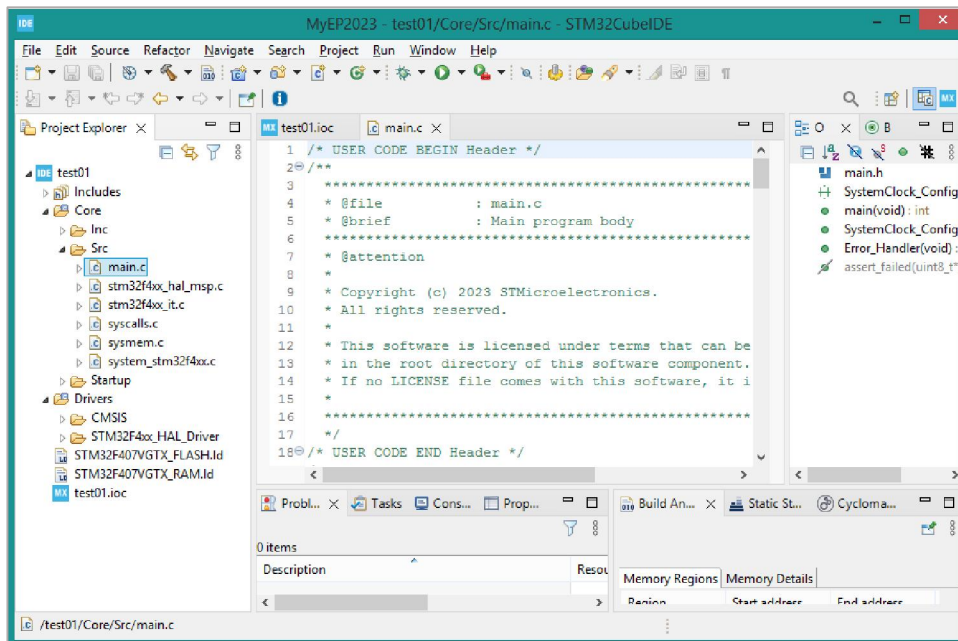 IDE
MyEP2023 - test01/Core/Src/main.c - STM32CubeIDE
File Edit Source Refactor Navigate Search Project Run Window Help
MX
Project Explorer
IDE test01
Includes
Core
Inc
Src
main.c
stm32f4xx_hal_msp.c
stm32f4xx_it.c
syscalls.c
sysmem.c
system_stm32f4xx.c
Startup
Drivers
CMSIS
STM32F4xx_HAL_Driver
STM32F407VGTX_FLASH.ld
STM32F407VGTX_RAM.ld
MX test01.ioc
MX test01.ioc main.c
1 /* USER CODE BEGIN Header */
2 /**
3 ******************************************************
4 * @file : main.c
5 * @brief : Main program body
6 ******************************************************
7 * @attention
8 *
9 * Copyright (c) 2023 STMicroelectronics.
10 * All rights reserved.
11 *
12 * This software is licensed under terms that can be
13 * in the root directory of this software component.
14 * If no LICENSE file comes with this software, it i
15 *
16 ******************************************************
17 */
18 /* USER CODE END Header */
O B
main.h
SystemClock_Config
main(void) : int
SystemClock_Config
Error_Handler(void) :
assert_failed(uint8_t*
Probl... Tasks Cons... Prop...
0 items
Description Resou
Build An... Static St... Cycloma...
Memory Regions Memory Details
Region Start address End address
/test01/Core/Src/main.c